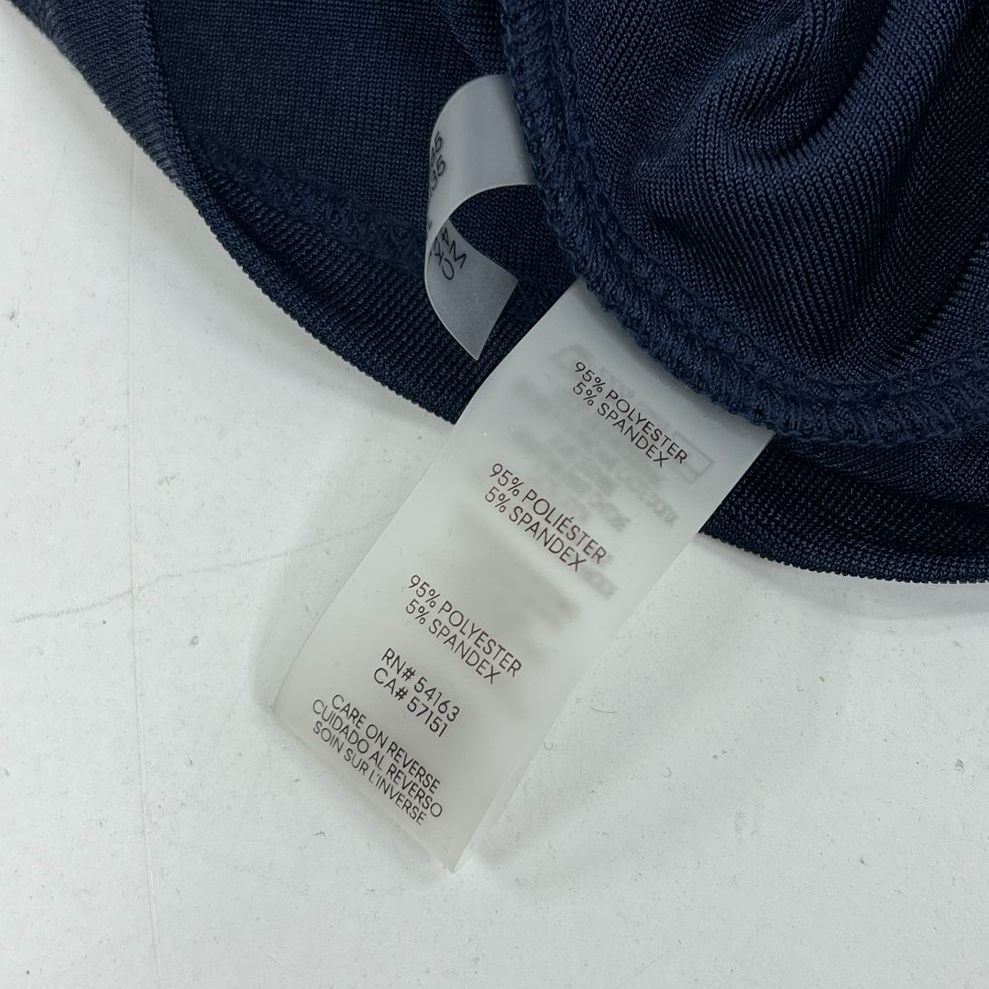 95% POLYESTER
5% SPANDEX
95% POLIÉSTER
5% SPANDEX
95% POLYESTER
5% SPANDEX
RN# 54163
CA# 57151
CARE ON REVERSE
CUIDADO AL REVERSO
SOIN SUR L'INVERSE